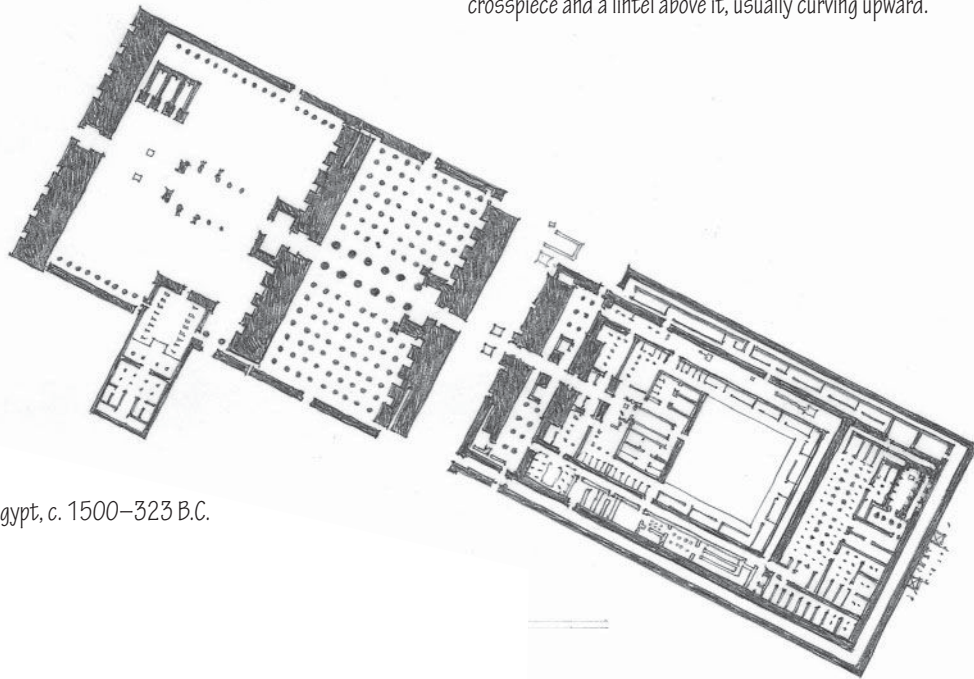 crosspiece and a lintel above it, usually curving upward.
gypt, c. 1500–323 B.C.